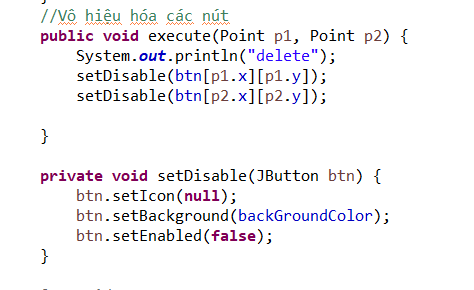 //Vô hiệu hóa các nút
public void execute(Point p1, Point p2) {
System.out.println("delete");
setDisable(btn[p1.x][p1.y]);
setDisable(btn[p2.x][p2.y]);
}
private void setDisable(JButton btn) {
btn.setIcon(null);
btn.setBackground(backGroundColor);
btn.setEnabled(false);
}